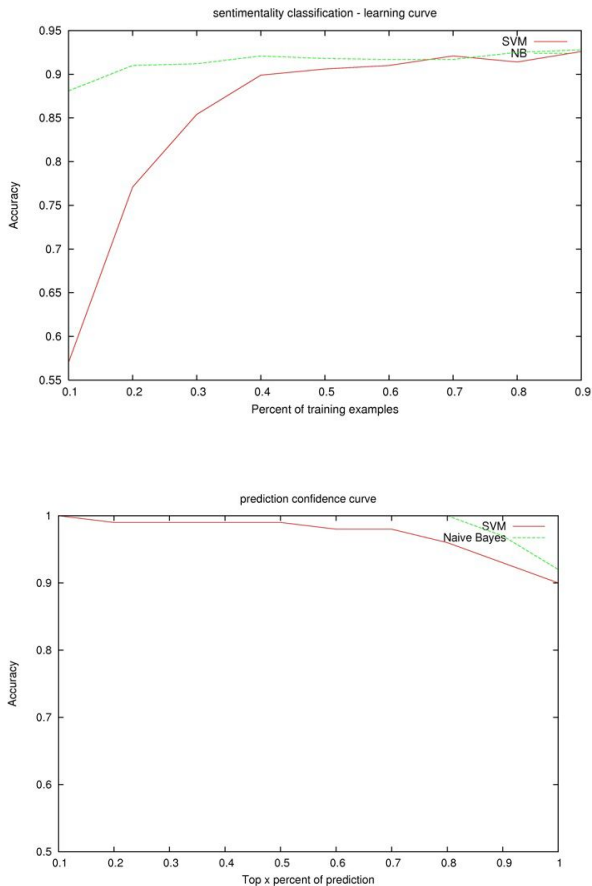 sentimentality classification - learning curve
0.95
SVM
NB
0.9
0.85
0.8
0.75
Accuracy
0.7
0.65
0.6
0.55
0.1 0.2 0.3 0.4 0.5 0.6 0.7 0.8 0.9
Percent of training examples
prediction confidence curve
1
SVM
Naive Bayes
0.9
0.8
Accuracy
0.7
0.6
0.5
0.1 0.2 0.3 0.4 0.5 0.6 0.7 0.8 0.9 1
Top x percent of prediction